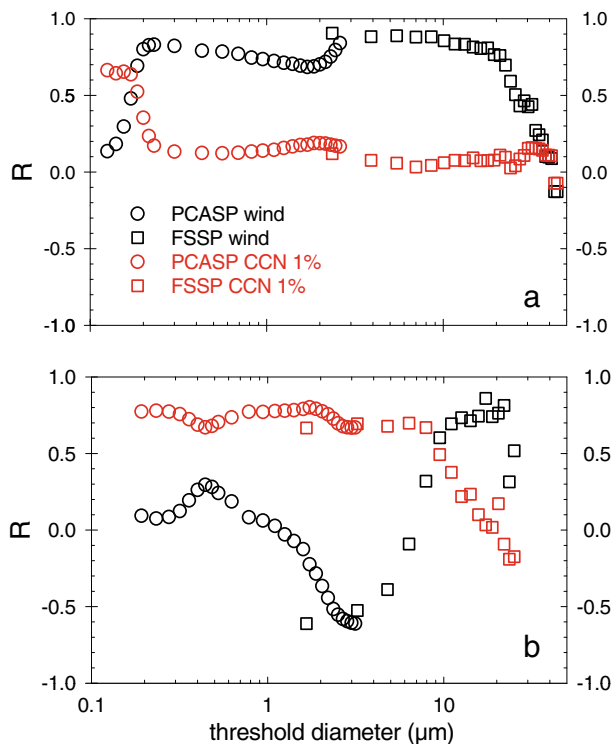 1.0 1.0
a
0.5 0.5
R
0.0 0.0
PCASP wind
FSSP wind
PCASP CCN 1%
FSSP CCN 1%
-0.5 -0.5
-1.0 -1.0
1.0 1.0
0.5 0.5
R
0.0 0.0
-0.5 -0.5
b
-1.0 -1.0
0.1 1 10
threshold diameter (μm)